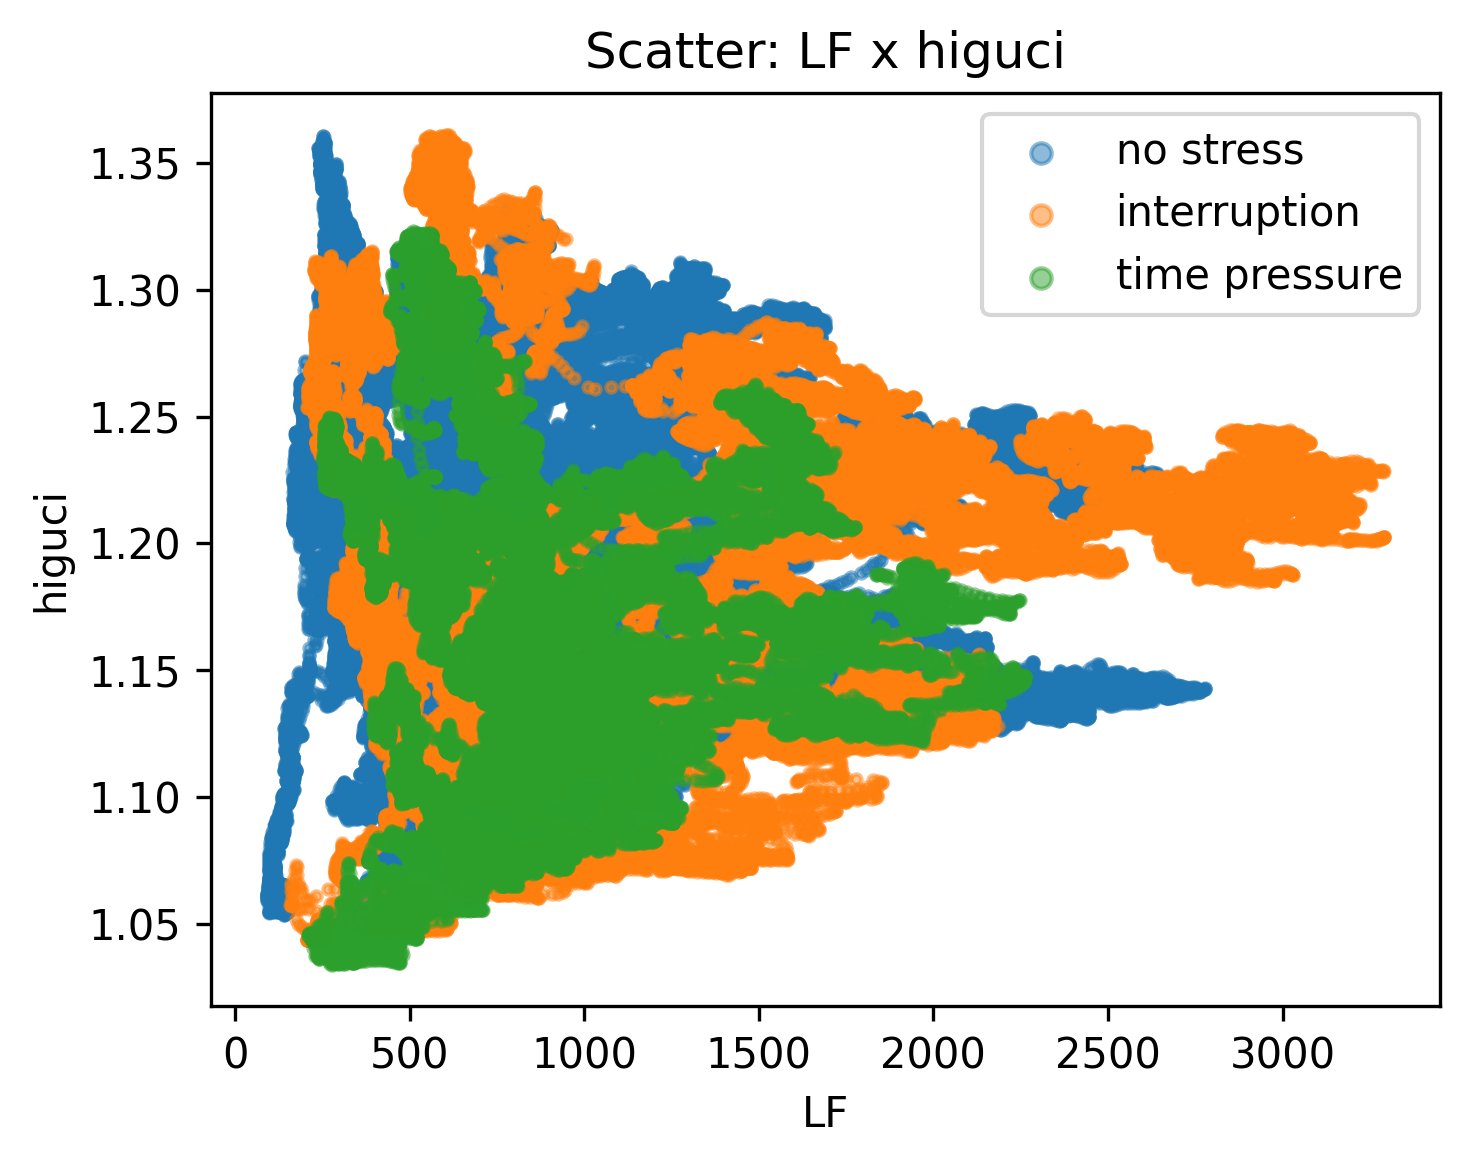 Scatter: LF x higuci
no stress
interruption
time pressure
higuci
1.35
1.30
1.25
1.20
1.15
1.10
1.05
0 500 1000 1500 2000 2500 3000
LF